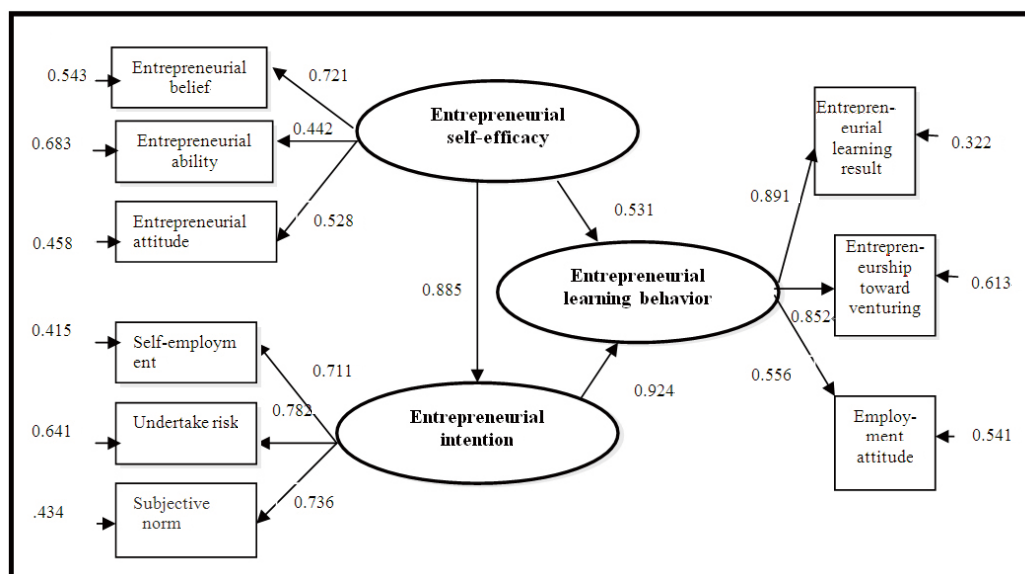 0.543
Entrepreneurial
belief
0.721
0.683
Entrepreneurial
ability
0.442
0.458
Entrepreneurial
attitude
0.528
Entrepreneurial
self-efficacy
0.531
0.885
Entrepreneurial
learning behavior
0.891
Entrepren-
eurial
learning
result
0.322
Entrepren-
eurship
toward
venturing
0.613
0.852
0.556
Employ-
ment
attitude
0.541
0.415
Self-employm
ent
0.711
0.641
Undertake risk
0.782
.434
Subjective
norm
0.736
Entrepreneurial
intention
0.924